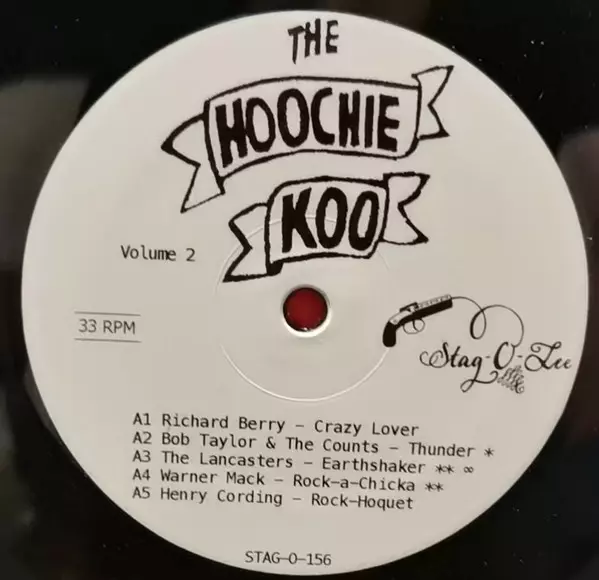 THE
HOOCHIE
KOO
Volume 2
33 RPM
Stag-O-Lee
A1 Richard Berry – Crazy Lover
A2 Bob Taylor & The Counts – Thunder *
A3 The Lancasters – Earthshaker ** ∞
A4 Warner Mack – Rock–a–Chicka **
A5 Henry Cording – Rock–Hoquet
STAG–O–156